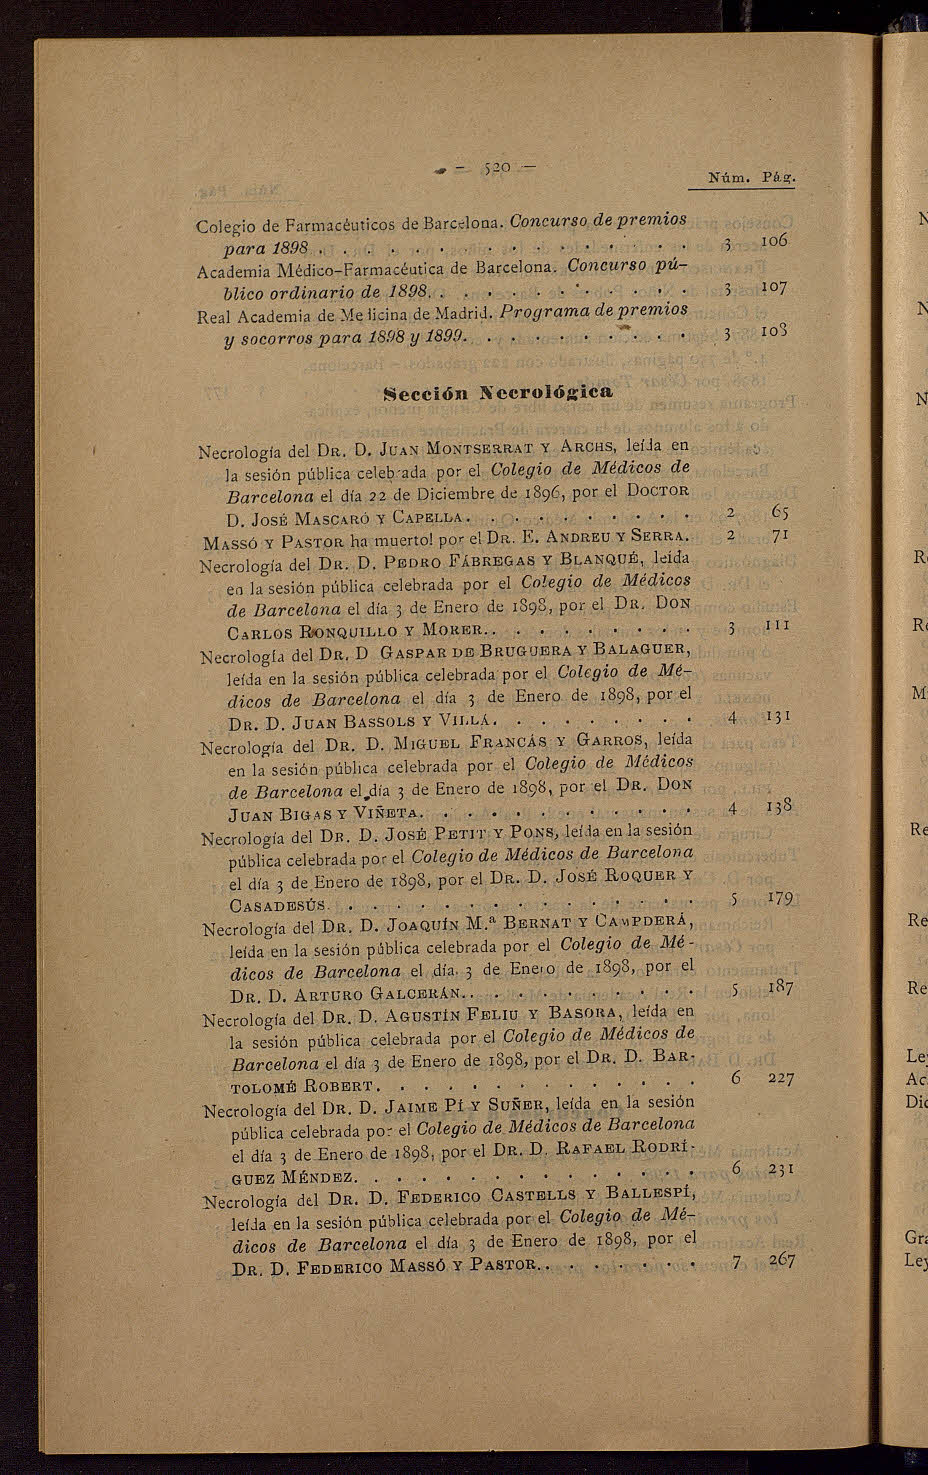 — 520 —
Núm. Pág.
Colegio de Farmacéuticos de Barcelona. Concurso de premios
para 1898 . . . . . . . . . . . . . . . . 3 106
Academia Médico-Farmacéutica de Barcelona. Concurso pú-
blico ordinario de 1898. . . . . . . . . . . . 3 107
Real Academia de Medicina de Madrid. Programa de premios
y socorros para 1898 y 1899. . . . . . . . . . 3 108
Sección Necrológica
Necrología del Dr. D. Juan Montserrat y Archs, leída en
la sesión pública celebrada por el Colegio de Médicos de
Barcelona el día 22 de Diciembre de 1896, por el Doctor
D. José Mascaró y Capella. . . . . . . . . . 2 65
Massó y Pastor ha muerto! por el Dr. E. Andreu y Serra. 2 71
Necrología del Dr. D. Pedro Fábregas y Blanqué, leída
en la sesión pública celebrada por el Colegio de Médicos
de Barcelona el día 3 de Enero de 1898, por el Dr. Don
Carlos Ronquillo y Morer. . . . . . . . . . 3 111
Necrología del Dr. D Gaspar de Bruguera y Balaguer,
leída en la sesión pública celebrada por el Colegio de Mé-
dicos de Barcelona el día 3 de Enero de 1898, por el
Dr. D. Juan Bassols y Villá. . . . . . . . . 4 131
Necrología del Dr. D. Miguel Francás y Garros, leída
en la sesión pública celebrada por el Colegio de Médicos
de Barcelona el día 3 de Enero de 1898, por el Dr. Don
Juan Bigas y Viñeta. . . . . . . . . . . . 4 138
Necrología del Dr. D. José Petit y Pons, leída en la sesión
pública celebrada por el Colegio de Médicos de Barcelona
el día 3 de Enero de 1898, por el Dr. D. José Roquer y
Casadesús. . . . . . . . . . . . . . . . 5 179
Necrología del Dr. D. Joaquín M.ª Bernat y Campderá,
leída en la sesión pública celebrada por el Colegio de Mé-
dicos de Barcelona el día 3 de Enero de 1898, por el
Dr. D. Arturo Galcerán. . . . . . . . . . . 5 187
Necrología del Dr. D. Agustín Feliu y Basora, leída en
la sesión pública celebrada por el Colegio de Médicos de
Barcelona el día 3 de Enero de 1898, por el Dr. D. Bar-
tolomé Robert. . . . . . . . . . . . . . 6 227
Necrología del Dr. D. Jaime Pí y Suñer, leída en la sesión
pública celebrada por el Colegio de Médicos de Barcelona
el día 3 de Enero de 1898, por el Dr. D. Rafael Rodrí-
guez Méndez. . . . . . . . . . . . . . . 6 231
Necrología del Dr. D. Federico Castells y Ballespí,
leída en la sesión pública celebrada por el Colegio de Mé-
dicos de Barcelona el día 3 de Enero de 1898, por el
Dr. D. Federico Massó y Pastor. . . . . . . . 7 267